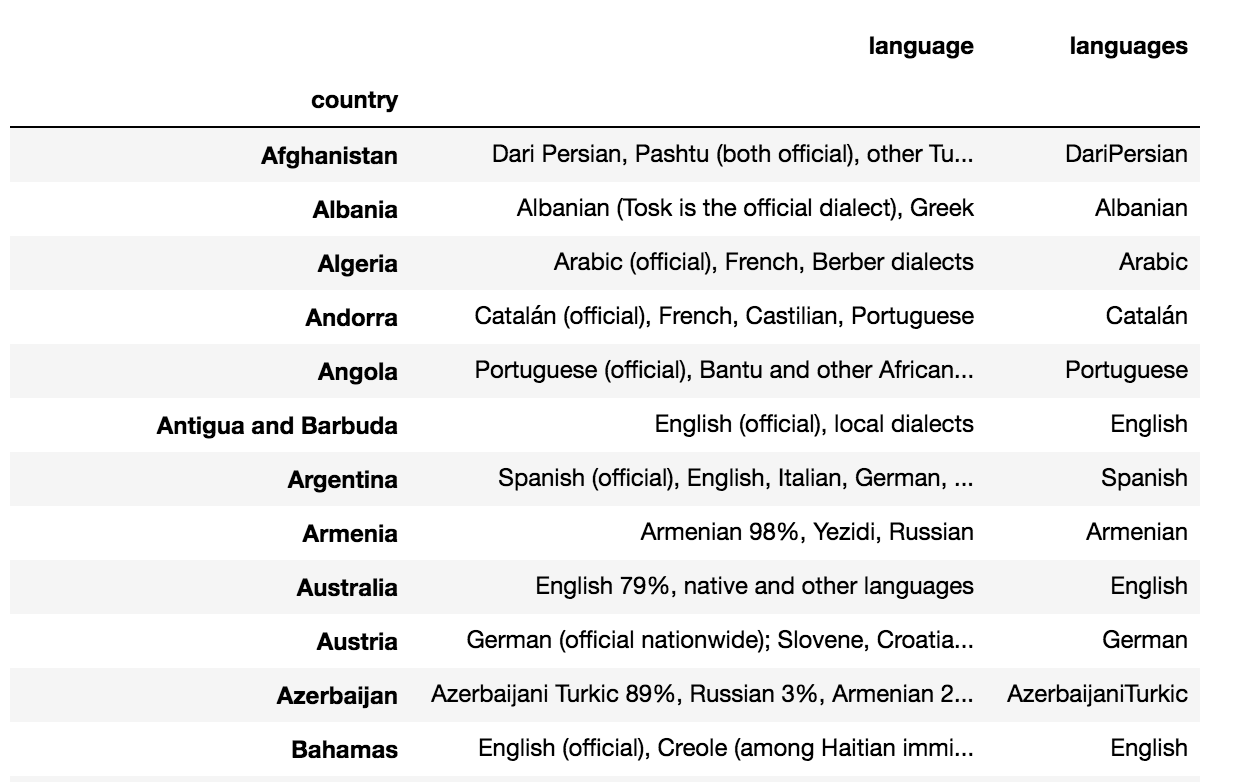 language languages
country
Afghanistan Dari Persian, Pashtu (both official), other Tu... DariPersian
Albania Albanian (Tosk is the official dialect), Greek Albanian
Algeria Arabic (official), French, Berber dialects Arabic
Andorra Catalán (official), French, Castilian, Portuguese Catalán
Angola Portuguese (official), Bantu and other African... Portuguese
Antigua and Barbuda English (official), local dialects English
Argentina Spanish (official), English, Italian, German, ... Spanish
Armenia Armenian 98%, Yezidi, Russian Armenian
Australia English 79%, native and other languages English
Austria German (official nationwide); Slovene, Croatia... German
Azerbaijan Azerbaijani Turkic 89%, Russian 3%, Armenian 2... AzerbaijaniTurkic
Bahamas English (official), Creole (among Haitian immi... English